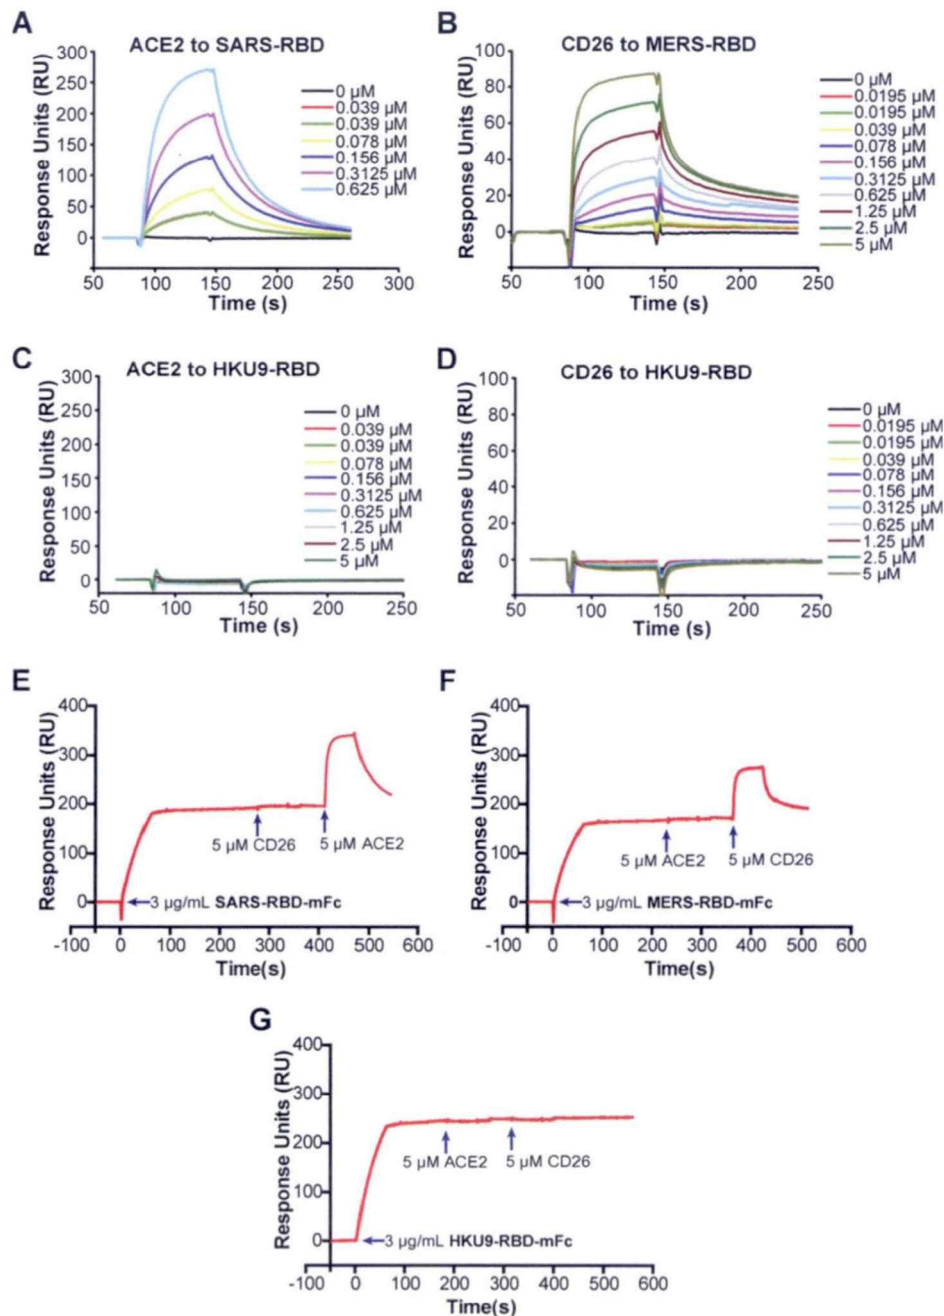 A
ACE2 to SARS-RBD
Response Units (RU)
300
250
200
150
100
50
0
50 100 150 200 250 300
Time (s)
0 µM
0.039 µM
0.039 µM
0.078 µM
0.156 µM
0.3125 µM
0.625 µM
B
CD26 to MERS-RBD
Response Units (RU)
100
80
60
40
20
0
50 100 150 200 250
Time (s)
0 µM
0.0195 µM
0.0195 µM
0.039 µM
0.078 µM
0.156 µM
0.3125 µM
0.625 µM
1.25 µM
2.5 µM
5 µM
C
ACE2 to HKU9-RBD
Response Units (RU)
300
250
200
150
100
50
0
50 100 150 200 250
Time (s)
0 µM
0.039 µM
0.039 µM
0.078 µM
0.156 µM
0.3125 µM
0.625 µM
1.25 µM
2.5 µM
5 µM
D
CD26 to HKU9-RBD
Response Units (RU)
100
80
60
40
20
0
50 100 150 200 250
Time (s)
0 µM
0.0195 µM
0.0195 µM
0.039 µM
0.078 µM
0.156 µM
0.3125 µM
0.625 µM
1.25 µM
2.5 µM
5 µM
E
Response Units (RU)
400
300
200
100
0
5 µM CD26
5 µM ACE2
3 µg/mL SARS-RBD-mFc
-100 0 100 200 300 400 500 600
Time(s)
F
Response Units (RU)
400
300
200
100
0
5 µM ACE2
5 µM CD26
3 µg/mL MERS-RBD-mFc
-100 0 100 200 300 400 500 600
Time(s)
G
Response Units (RU)
400
300
200
100
0
5 µM ACE2
5 µM CD26
3 µg/mL HKU9-RBD-mFc
-100 0 100 200 300 400 500 600
Time(s)